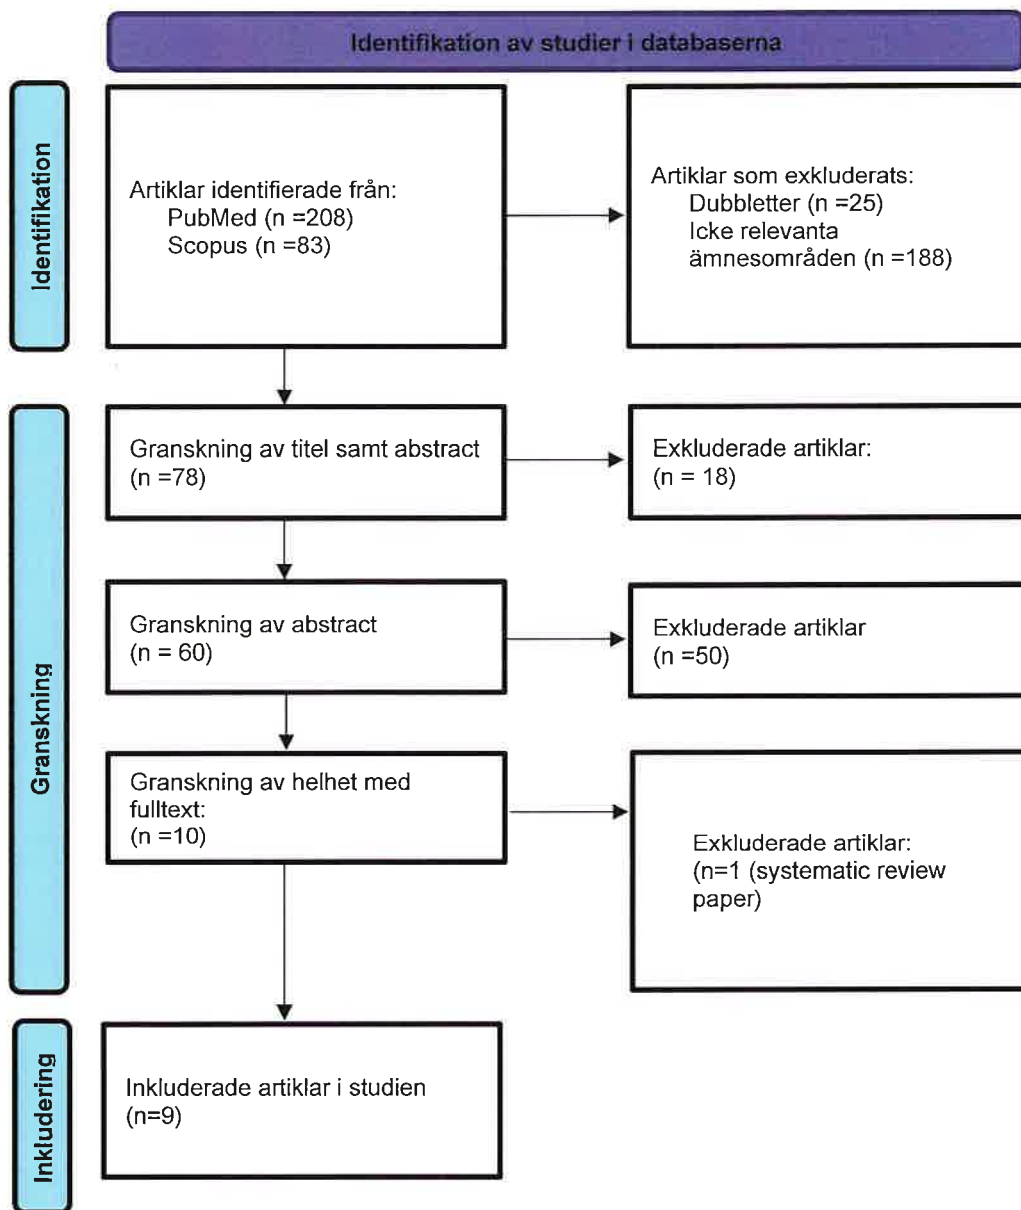 Identifikation av studier i databaserna
Identifikation
Artiklar identifierade från:
PubMed (n =208)
Scopus (n =83)
Artiklar som exkluderats:
Dubbletter (n =25)
Icke relevanta
ämnesområden (n =188)
Granskning
Granskning av titel samt abstract
(n =78)
Exkluderade artiklar:
(n = 18)
Granskning av abstract
(n = 60)
Exkluderade artiklar
(n =50)
Granskning av helhet med
fulltext:
(n =10)
Exkluderade artiklar:
(n=1 (systematic review
paper)
Inkludering
Inkluderade artiklar i studien
(n=9)